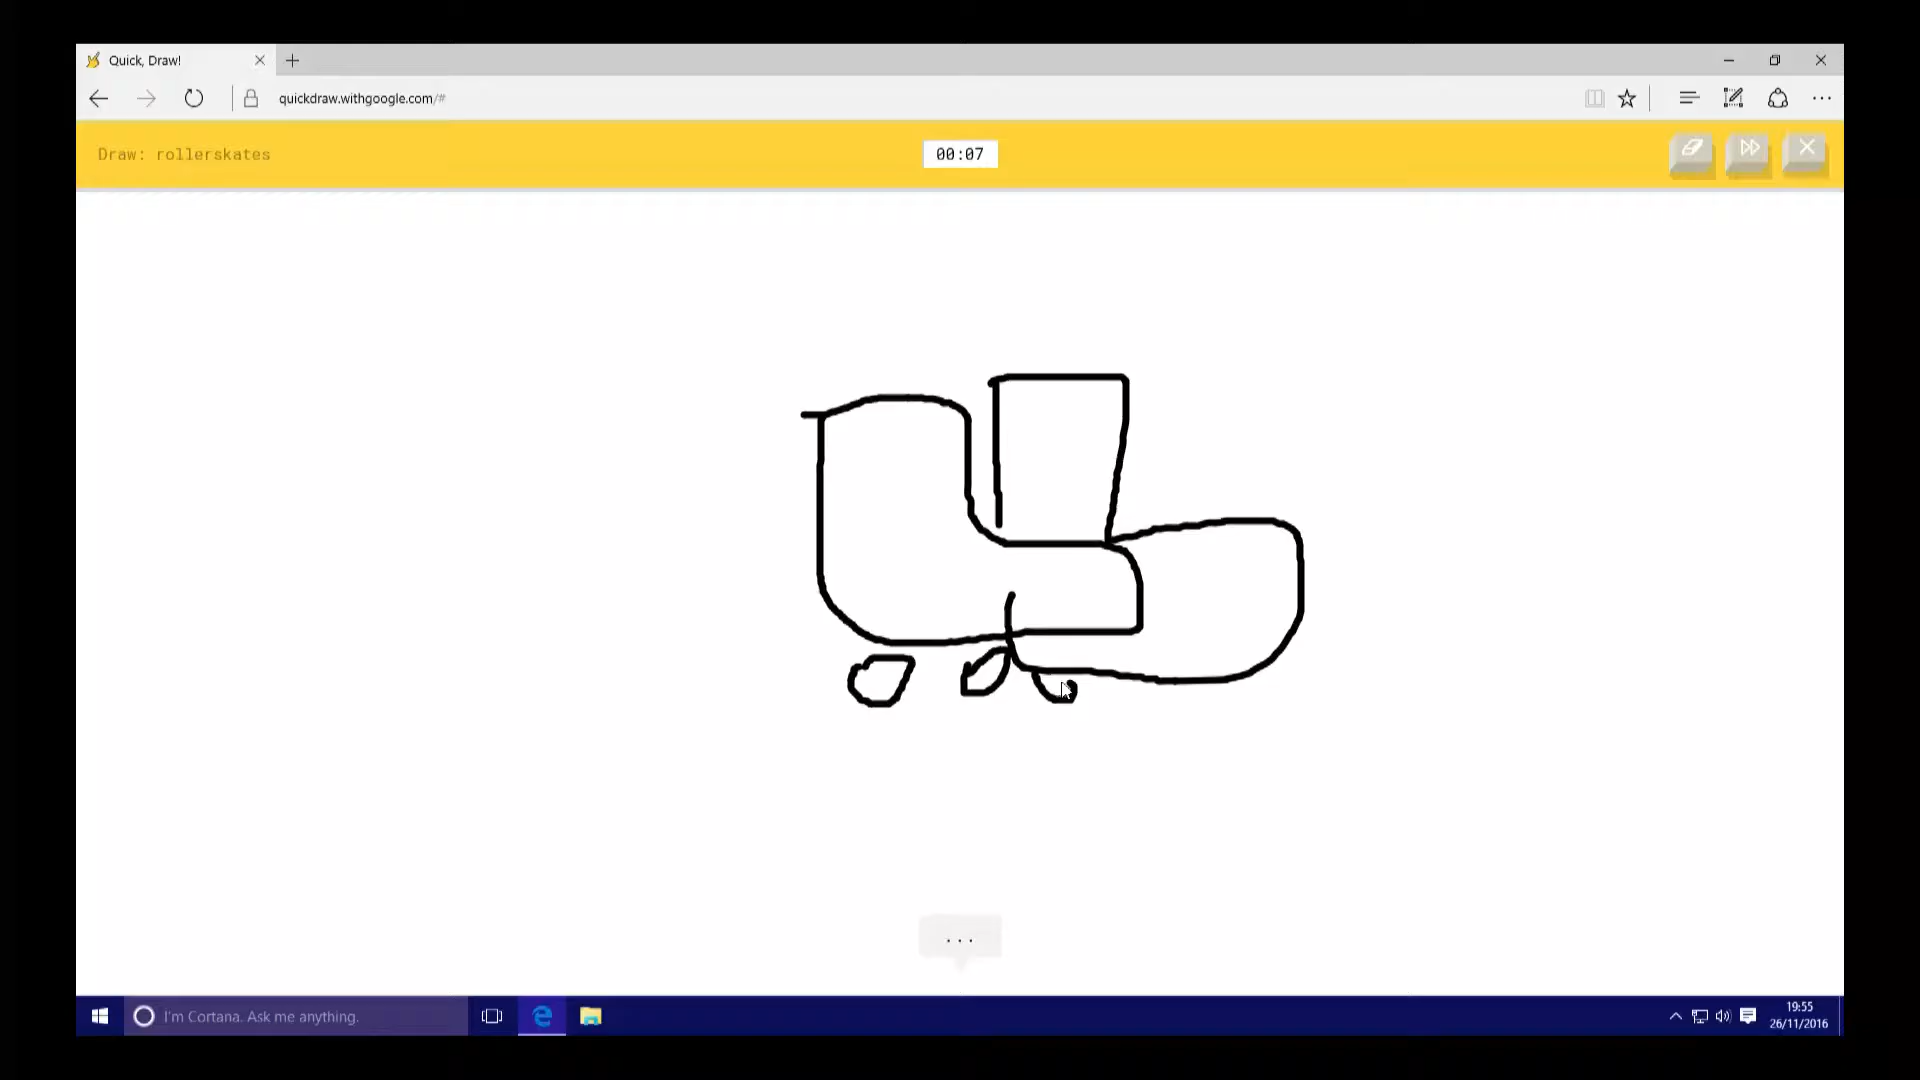 Quick, Draw!
quickdraw.withgoogle.com/#
Draw: rollerskates
00:07
...
I'm Cortana. Ask me anything.
19:55
26/11/2016